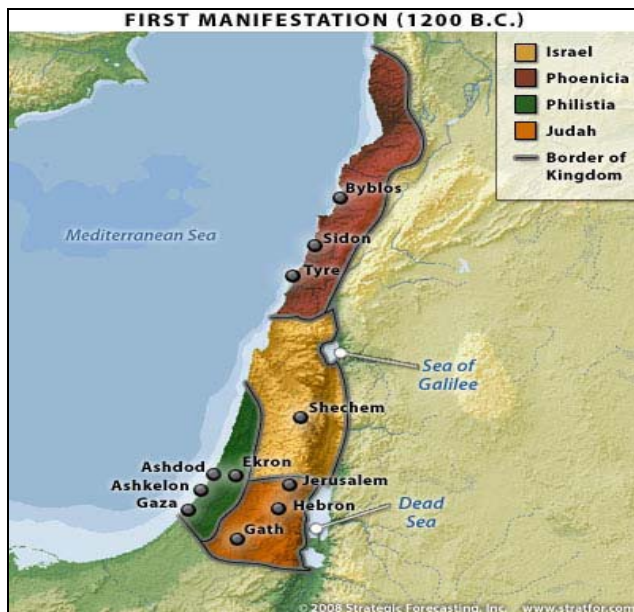 FIRST MANIFESTATION (1200 B.C.)
Israel
Phoenicia
Philistia
Judah
Border of
Kingdom
Byblos
Mediterranean Sea
Sidon
Tyre
Sea of
Galilee
Shechem
Ashdod
Ekron
Ashkelon
Jerusalem
Gaza
Hebron
Dead
Sea
Gath
© 2008 Strategic Forecasting, Inc. www.stratfor.com